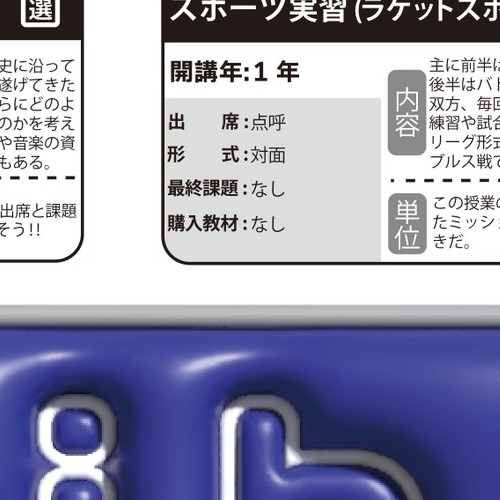 選
史に沿って
遂げてきた
らにどのよ
のかを考え
や音楽の資
もある。
出席と課題
そう!!
スポーツ実習(ラケットスポ
開講年:1 年
出　席:点呼
形　式:対面
最終課題:なし
購入教材:なし
内容
主に前半は
後半はバド
双方、毎回
練習や試合
リーグ形式
ブルス戦で
単位
この授業の
たミッショ
きだ。